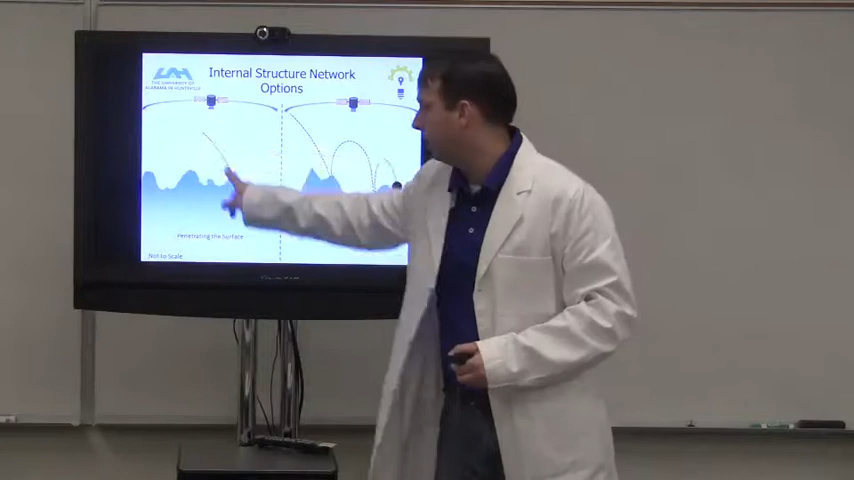 Internal Structure Network
Options
UAH
THE UNIVERSITY OF
ALABAMA IN HUNTSVILLE
Penetrating the Surface
Not to Scale